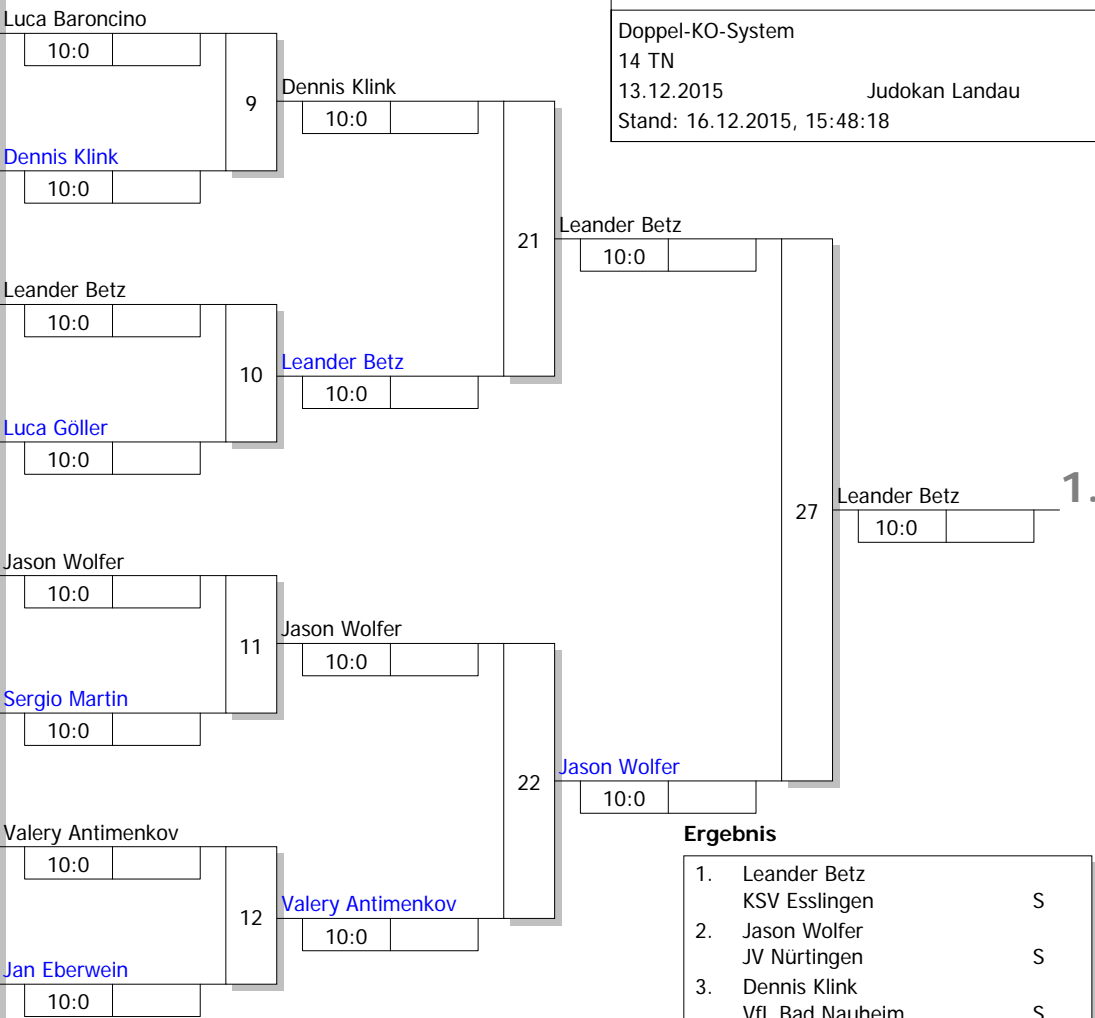 Luca Baroncino
10:0
Doppel-KO-System
14 TN
13.12.2015 Judokan Landau
Stand: 16.12.2015, 15:48:18
9
Dennis Klink
10:0
Dennis Klink
10:0
21
Leander Betz
10:0
Leander Betz
10:0
10
Leander Betz
10:0
Luca Göller
10:0
27
Leander Betz
10:0
1.
Jason Wolfer
10:0
11
Jason Wolfer
10:0
Sergio Martin
10:0
22
Jason Wolfer
10:0
Valery Antimenkov
10:0
12
Valery Antimenkov
10:0
Jan Eberwein
10:0
Ergebnis
1. Leander Betz
KSV Esslingen S
2. Jason Wolfer
JV Nürtingen S
3. Dennis Klink
VfL Bad Nauheim S